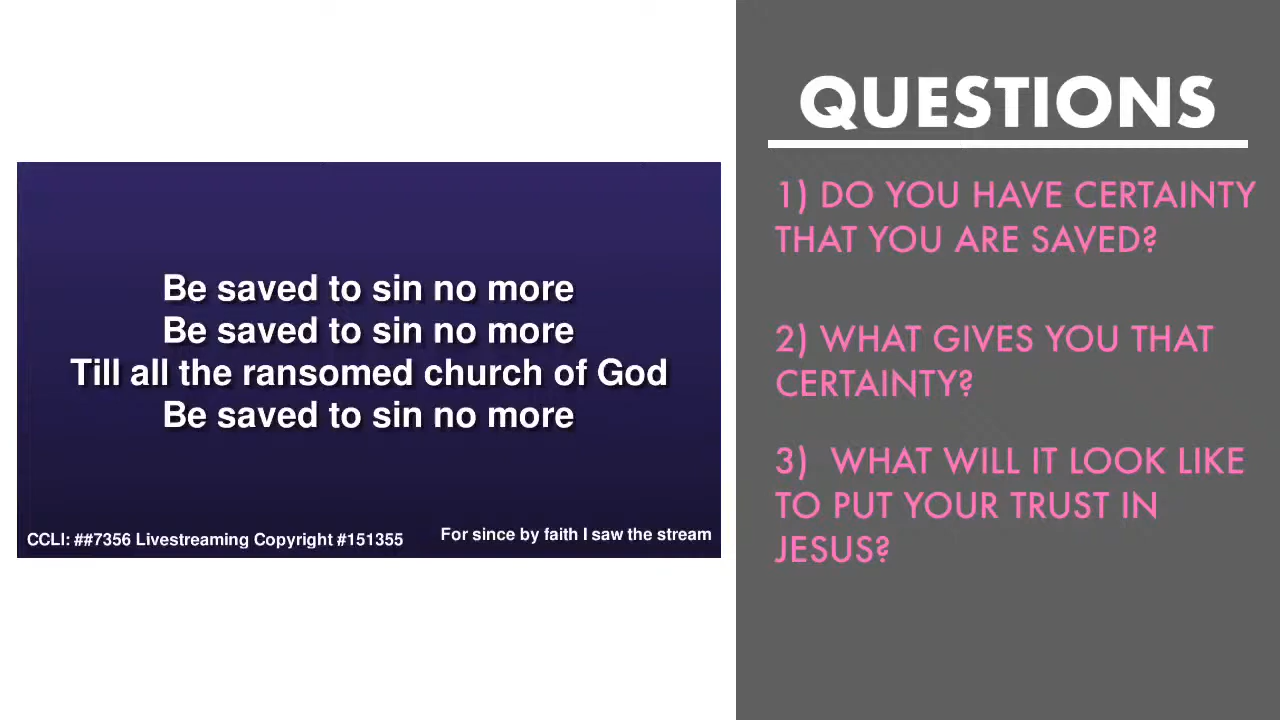 Be saved to sin no more
Be saved to sin no more
Till all the ransomed church of God
Be saved to sin no more
CCLI: ##7356 Livestreaming Copyright #151355
For since by faith I saw the stream
QUESTIONS
1) DO YOU HAVE CERTAINTY
THAT YOU ARE SAVED?
2) WHAT GIVES YOU THAT
CERTAINTY?
3) WHAT WILL IT LOOK LIKE
TO PUT YOUR TRUST IN
JESUS?